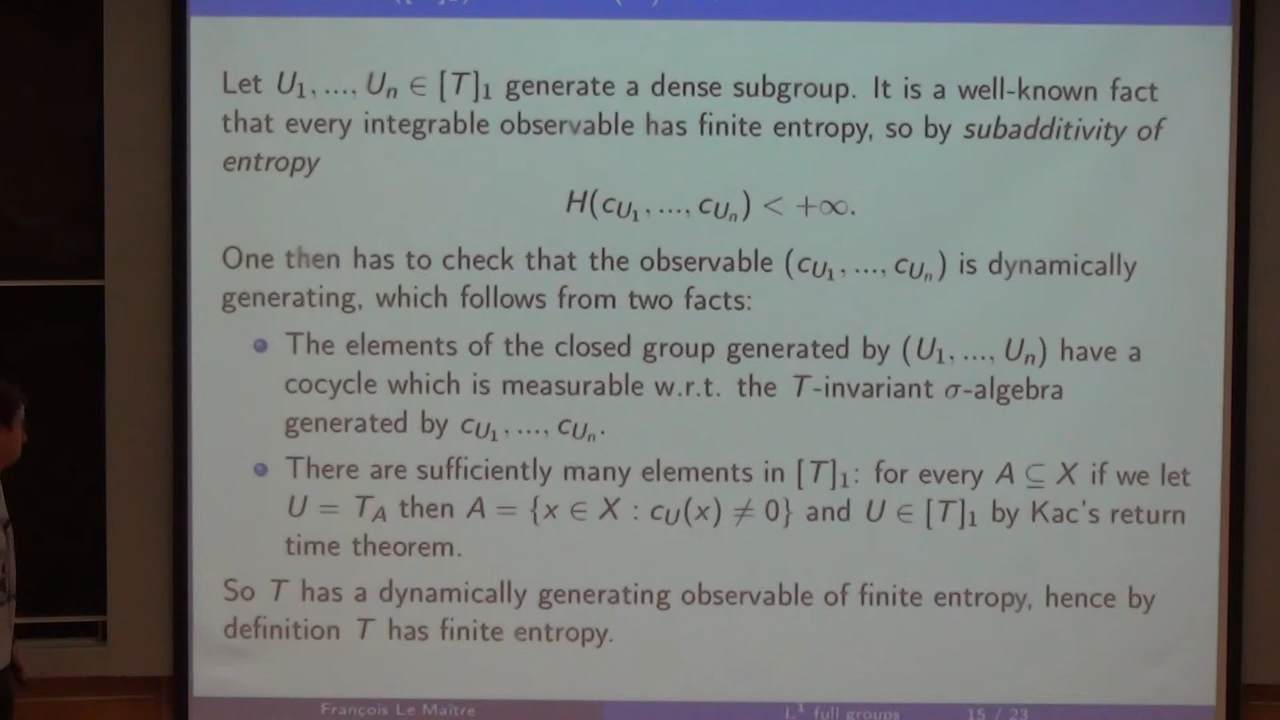 Let U₁, ..., Uₙ ∈ [T]₁ generate a dense subgroup. It is a well-known fact
that every integrable observable has finite entropy, so by subadditivity of
entropy
H(c_{U₁}, ..., c_{Uₙ}) < +∞.
One then has to check that the observable (c_{U₁}, ..., c_{Uₙ}) is dynamically
generating, which follows from two facts:
The elements of the closed group generated by (U₁, ..., Uₙ) have a
cocycle which is measurable w.r.t. the T-invariant σ-algebra
generated by c_{U₁}, ..., c_{Uₙ}.
There are sufficiently many elements in [T]₁: for every A ⊆ X if we let
U = T_A then A = {x ∈ X : c_U(x) ≠ 0} and U ∈ [T]₁ by Kac's return
time theorem.
So T has a dynamically generating observable of finite entropy, hence by
definition T has finite entropy.
François Le Maître L¹ full groups 15 / 23